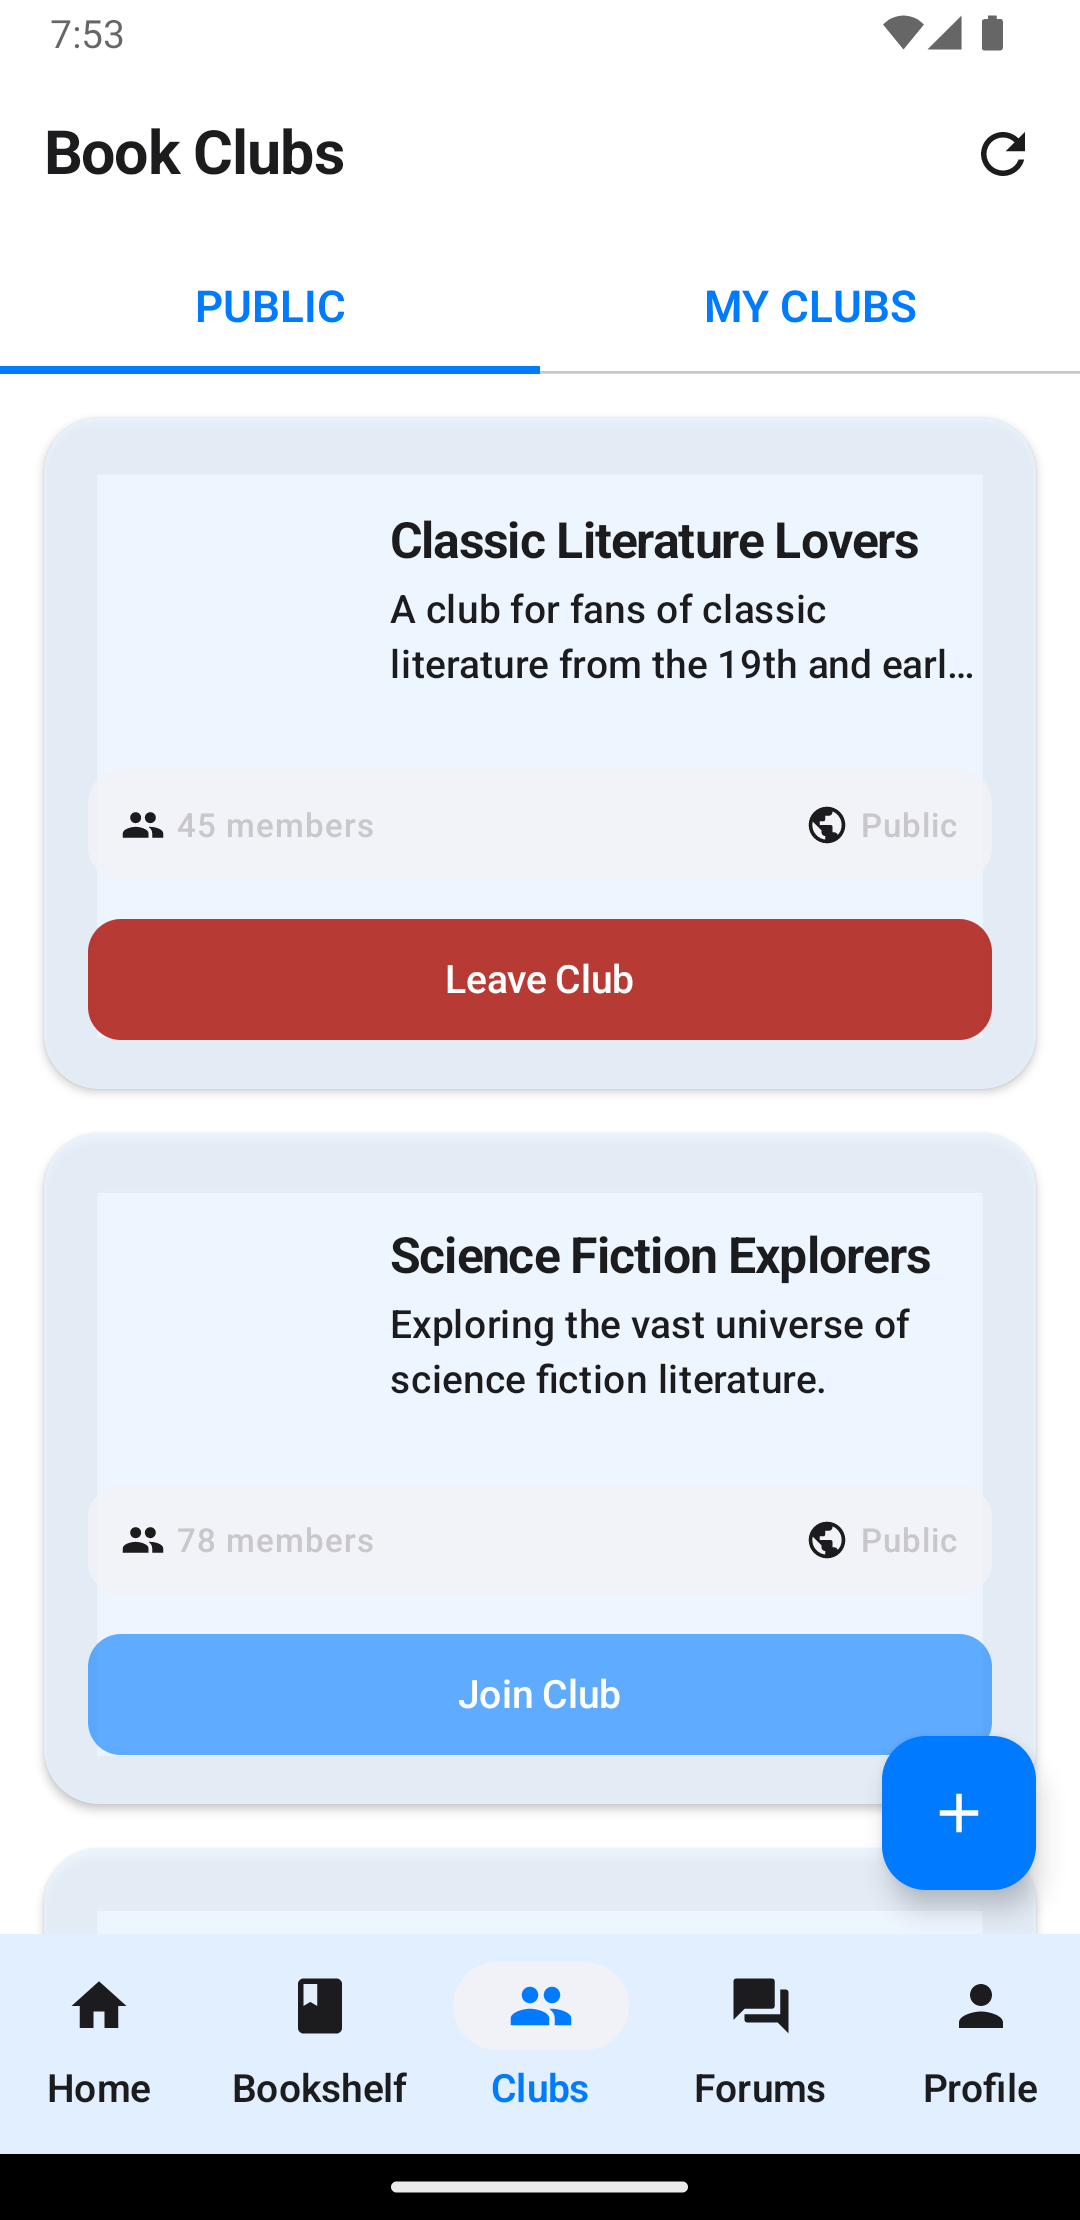 7:53
Book Clubs
PUBLIC
MY CLUBS
Classic Literature Lovers
A club for fans of classic
literature from the 19th and earl…
45 members
Public
Leave Club
Science Fiction Explorers
Exploring the vast universe of
science fiction literature.
78 members
Public
Join Club
Home
Bookshelf
Clubs
Forums
Profile